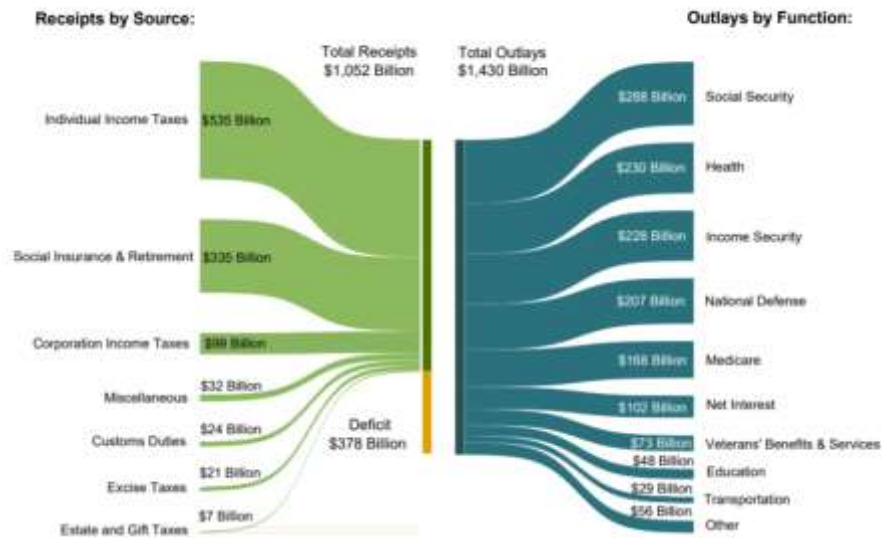 Receipts by Source:
Outlays by Function:
Total Receipts
$1,052 Billion
Total Outlays
$1,430 Billion
Individual Income Taxes
$535 Billion
Social Insurance & Retirement
$335 Billion
Corporation Income Taxes
$99 Billion
Miscellaneous
$32 Billion
Customs Duties
$24 Billion
Excise Taxes
$21 Billion
Estate and Gift Taxes
$7 Billion
Deficit
$378 Billion
$288 Billion
Social Security
$230 Billion
Health
$228 Billion
Income Security
$207 Billion
National Defense
$168 Billion
Medicare
$102 Billion
Net Interest
$73 Billion
Veterans' Benefits & Services
$48 Billion
Education
$29 Billion
Transportation
$56 Billion
Other